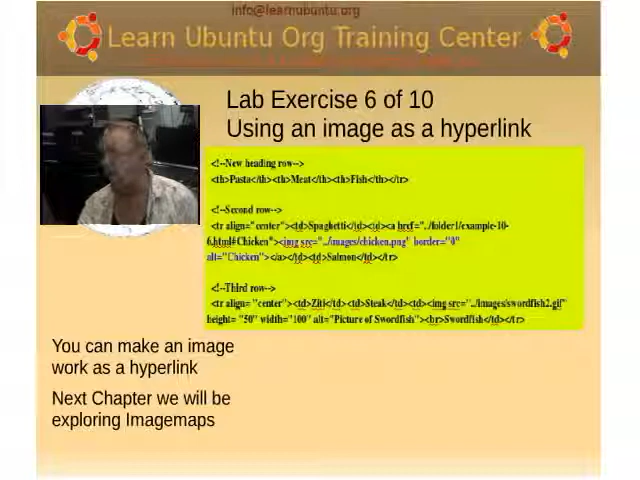 info@learnubuntu.org
Learn Ubuntu Org Training Center
Lab Exercise 6 of 10
Using an image as a hyperlink
<!--New heading row-->
<th>Pasta</th><th>Meat</th><th>Fish</th></tr>
<!--Second row-->
<tr align="center"><td>Spaghetti</td><td><a href="../folder1/example-10-
6.html#Chicken"><img src="../images/chicken.png" border="0"
alt="Chicken"></a></td><td>Salmon</td></tr>
<!--Third row-->
<tr align= "center"><td>Ziti</td><td>Steak</td><td><img src="../images/swordfish2.gif"
height= "50" width="100" alt="Picture of Swordfish"><br>Swordfish</td></tr>
You can make an image
work as a hyperlink
Next Chapter we will be
exploring Imagemaps